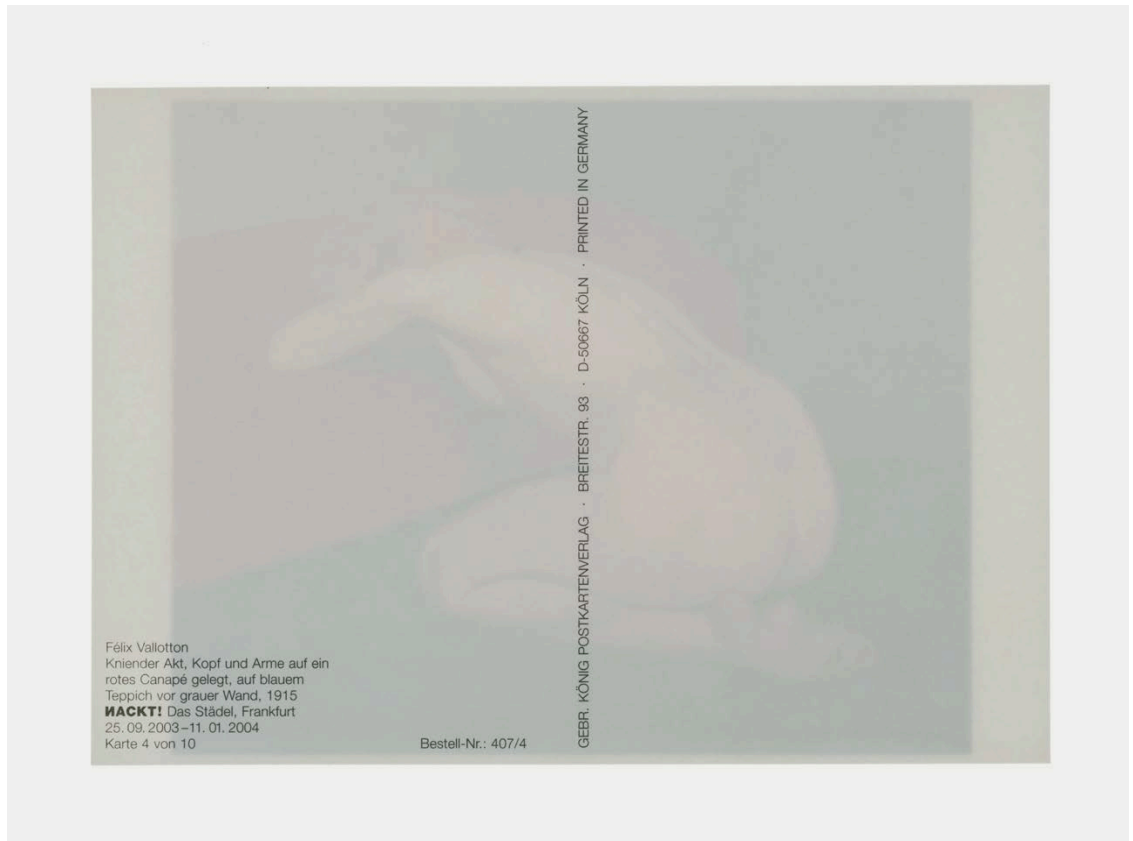 Félix Vallotton
Kniender Akt, Kopf und Arme auf ein
rotes Canapé gelegt, auf blauem
Teppich vor grauer Wand, 1915
NACKT! Das Städel, Frankfurt
25. 09. 2003 – 11. 01. 2004
Karte 4 von 10
Bestell-Nr.: 407/4
GEBR. KÖNIG POSTKARTENVERLAG · BREITESTR. 93 · D-50667 KÖLN · PRINTED IN GERMANY